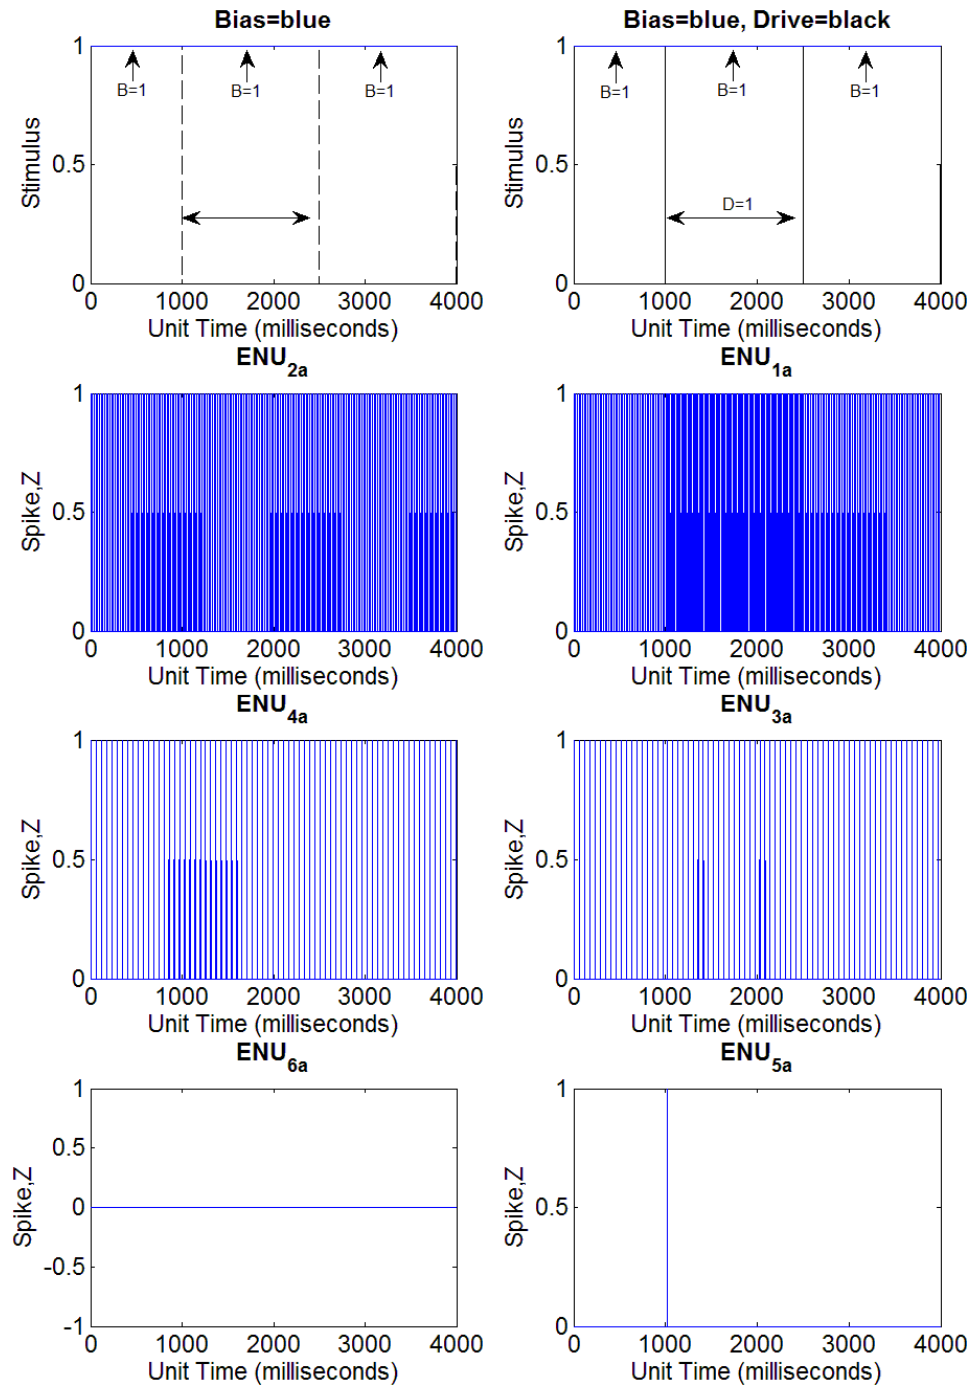 Bias=blue
Bias=blue, Drive=black
1
B=1
B=1
B=1
0.5
0
Stimulus
0 1000 2000 3000 4000
Unit Time (milliseconds)
1
B=1
B=1
B=1
0.5
D=1
0
Stimulus
0 1000 2000 3000 4000
Unit Time (milliseconds)
ENU2a
1
0.5
0
Spike,Z
0 1000 2000 3000 4000
Unit Time (milliseconds)
ENU1a
1
0.5
0
Spike,Z
0 1000 2000 3000 4000
Unit Time (milliseconds)
ENU4a
1
0.5
0
Spike,Z
0 1000 2000 3000 4000
Unit Time (milliseconds)
ENU3a
1
0.5
0
Spike,Z
0 1000 2000 3000 4000
Unit Time (milliseconds)
ENU6a
1
0.5
0
-0.5
-1
Spike,Z
0 1000 2000 3000 4000
Unit Time (milliseconds)
ENU5a
1
0.5
0
Spike,Z
0 1000 2000 3000 4000
Unit Time (milliseconds)